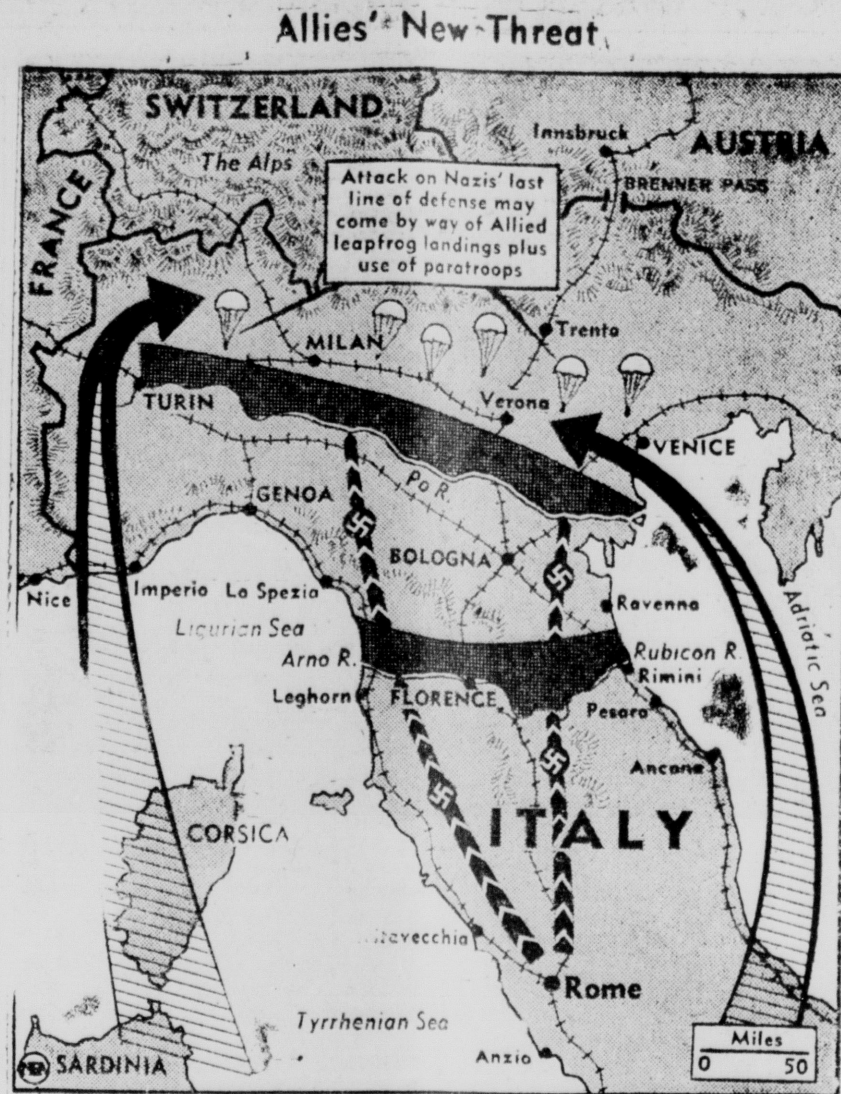 Allies' New Threat
SWITZERLAND
The Alps
Innsbruck
AUSTRIA
BRENNER PASS
FRANCE
Attack on Nazis' last
line of defense may
come by way of Allied
leapfrog landings plus
use of paratroops
MILAN
Trento
TURIN
Verona
VENICE
GENOA
Po R.
BOLOGNA
Nice
Imperio
La Spezia
Ravenna
Ligurian Sea
Adriatic Sea
Arno R.
Rubicon R.
Rimini
Leghorn
FLORENCE
Pesaro
Ancona
CORSICA
ITALY
Rome
Tyrrhenian Sea
Anzio
Miles
0 50
NEA
SARDINIA